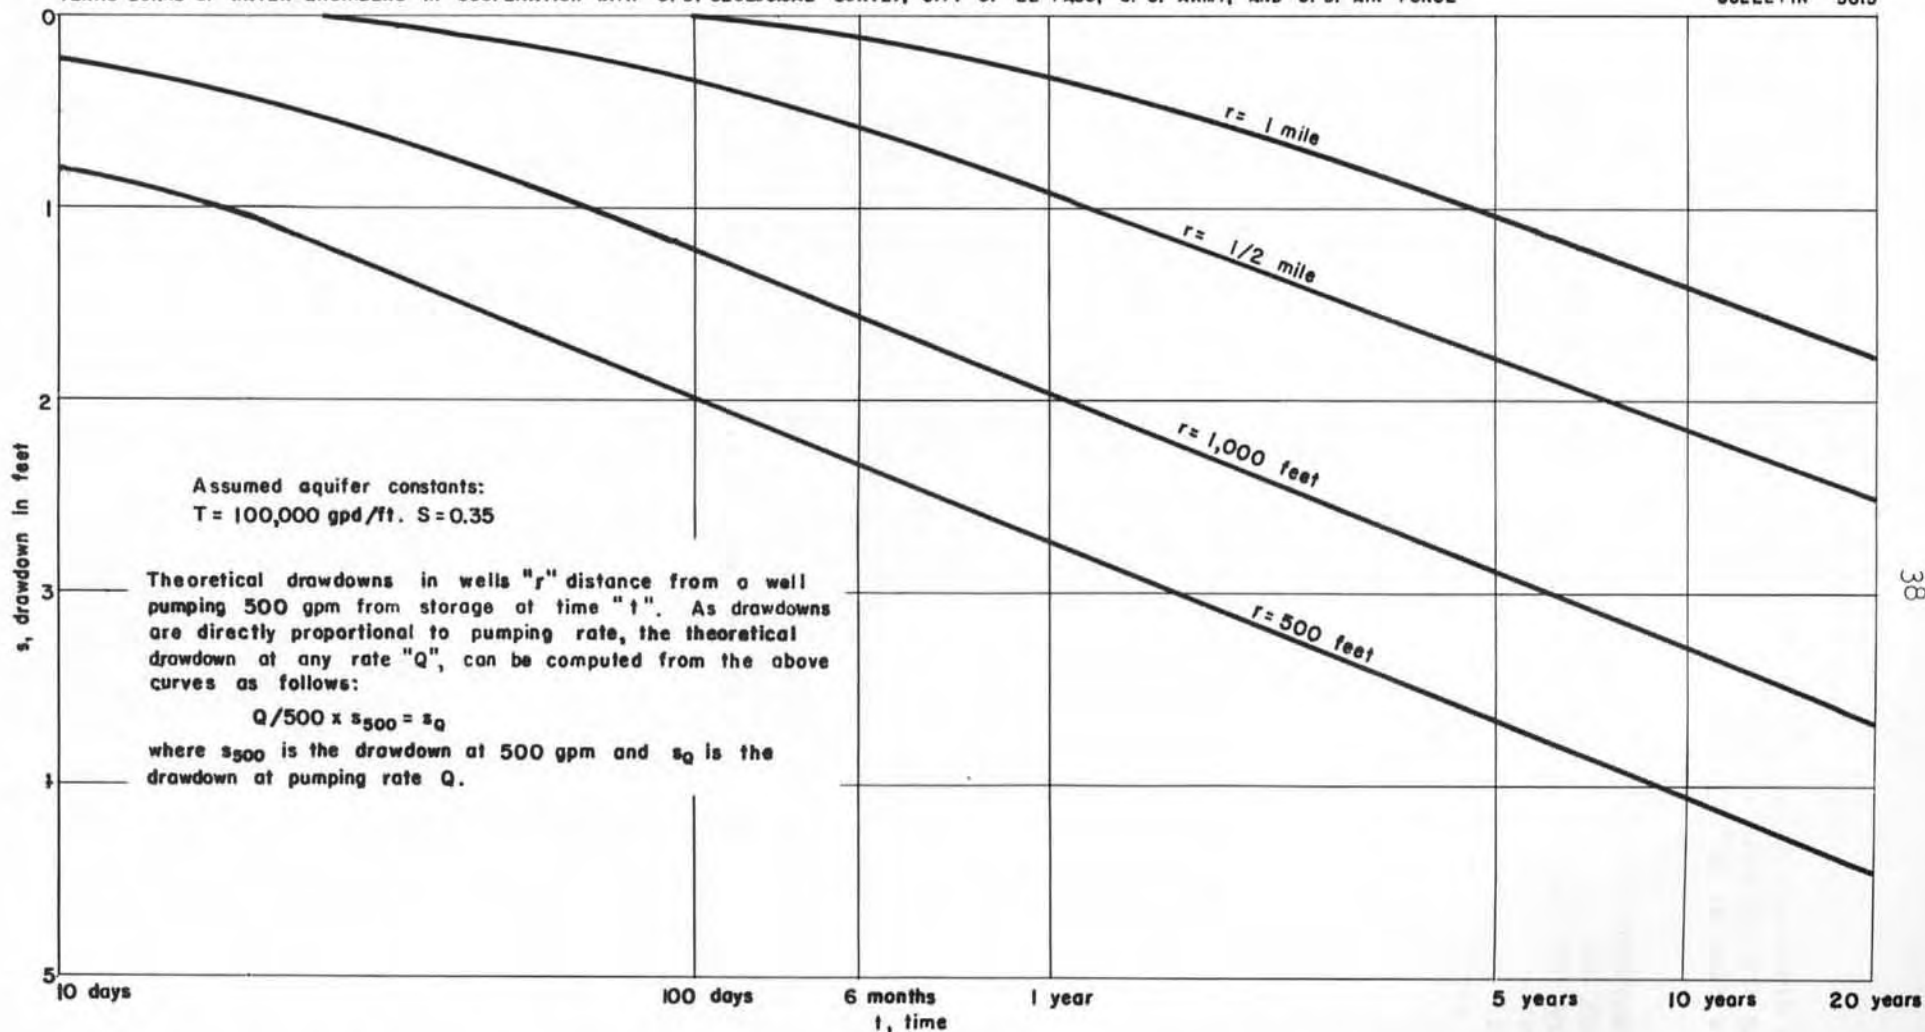 BULLETIN 5615
0
1
2
3
5
s, drawdown in feet
r= 1 mile
r= 1/2 mile
r= 1,000 feet
r= 500 feet
Assumed aquifer constants:
T= 100,000 gpd/ft. S=0.35
Theoretical drawdowns in wells "r" distance from a well
pumping 500 gpm from storage at time "t". As drawdowns
are directly proportional to pumping rate, the theoretical
drawdown at any rate "Q", can be computed from the above
curves as follows:
Q/500 x s500 = sQ
where s500 is the drawdown at 500 gpm and sQ is the
drawdown at pumping rate Q.
10 days
100 days
6 months
1 year
5 years
10 years
20 years
t, time
38